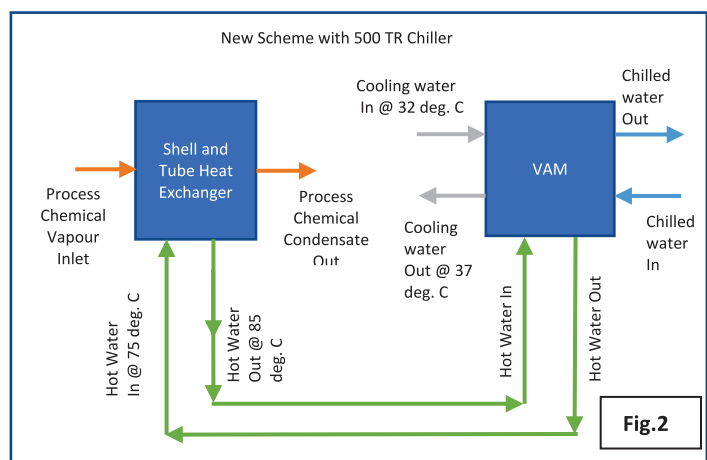 New Scheme with 500 TR Chiller
Shell and
Tube Heat
Exchanger
Process
Chemical
Vapour
Inlet
Process
Chemical
Condensate
Out
Cooling water
In @ 32 deg. C
Cooling
water
Out @ 37
deg. C
VAM
Chilled
water
Out
Chilled
water
In
Hot Water
In @ 75 deg. C
Hot Water
Out @ 85
deg. C
Hot Water In
Hot Water Out
Fig.2